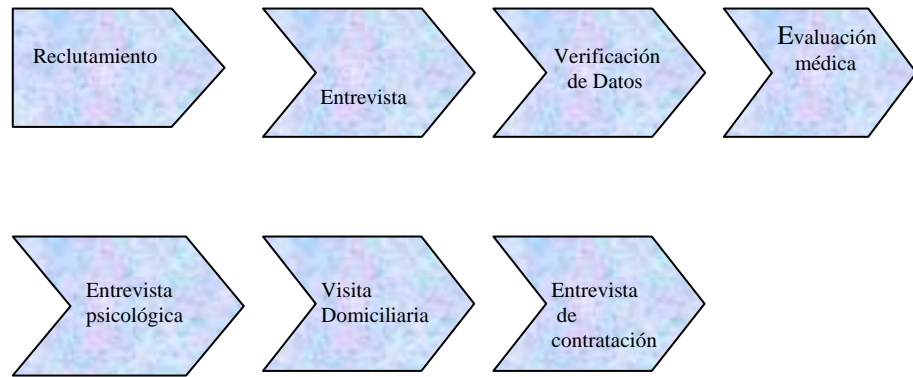 Reclutamiento
Entrevista
Verificación
de Datos
Evaluación
médica
Entrevista
psicológica
Visita
Domiciliaria
Entrevista
de
contratación